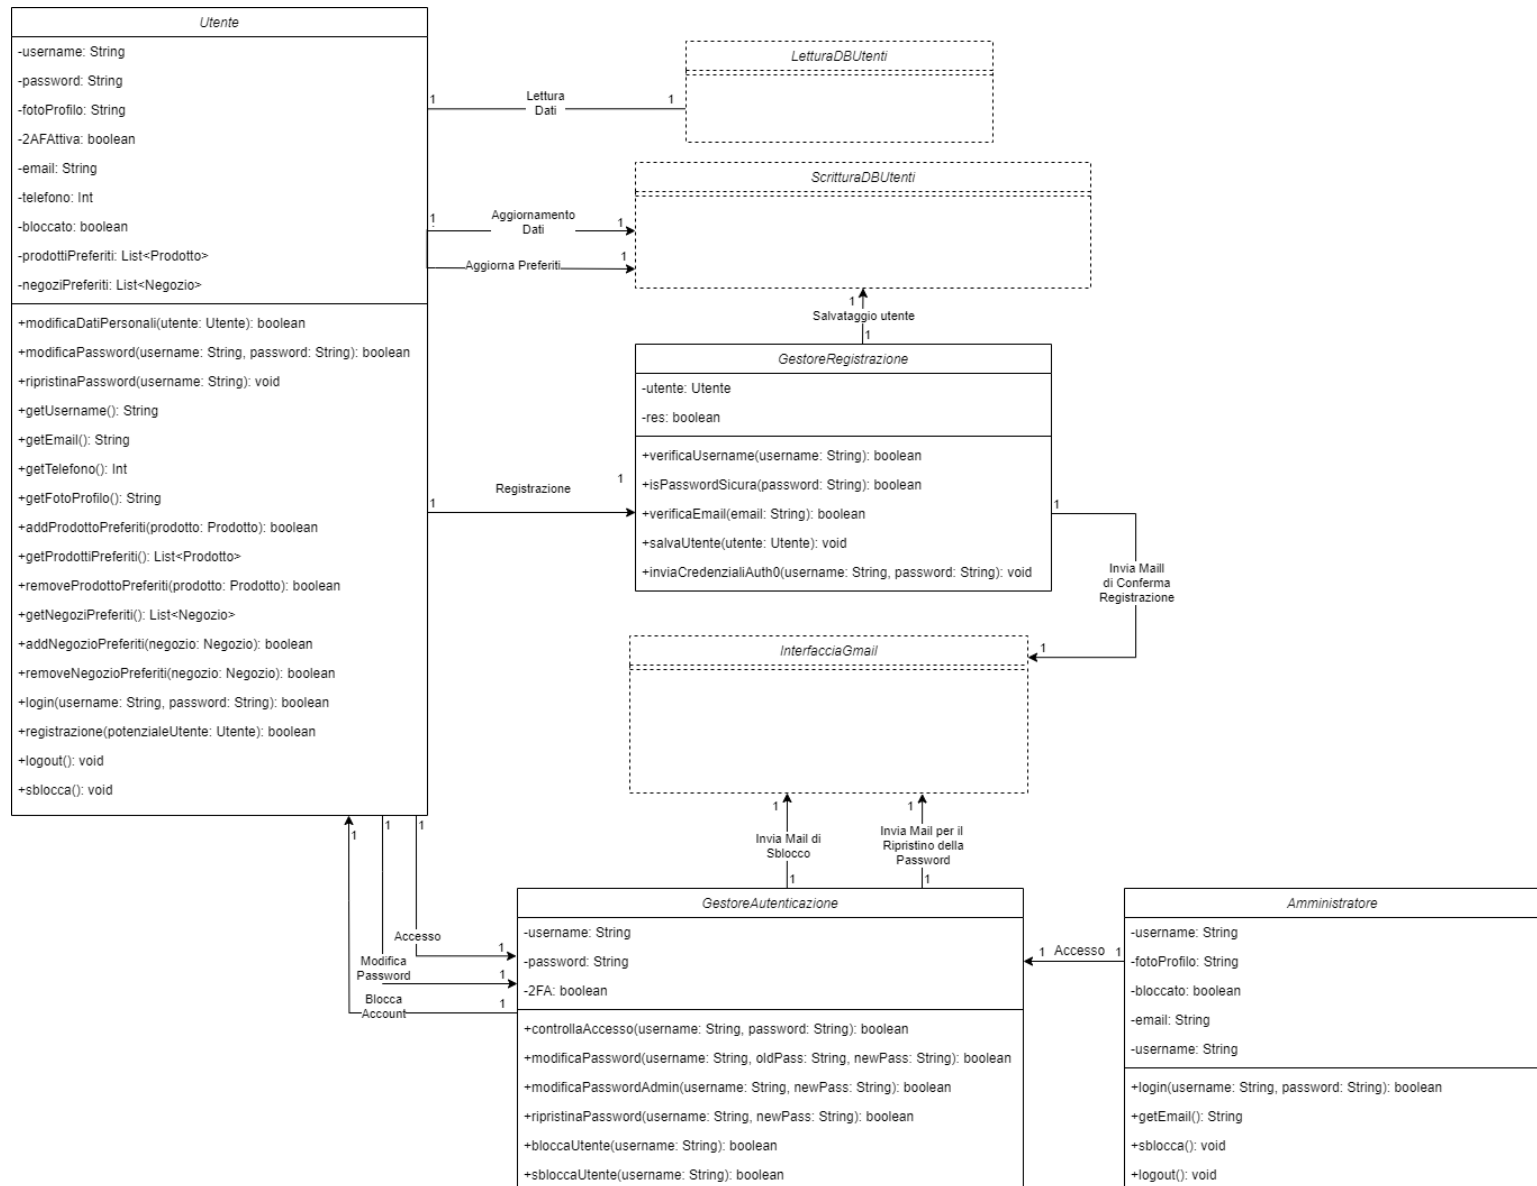 Utente
-username: String
-password: String
-fotoProfilo: String
-2AFAttiva: boolean
-email: String
-telefono: Int
-bloccato: boolean
-prodottiPreferiti: List<Prodotto>
-negoziPreferiti: List<Negozio>
+modificaDatiPersonali(utente: Utente): boolean
+modificaPassword(username: String, password: String): boolean
+ripristinaPassword(username: String): void
+getUsername(): String
+getEmail(): String
+getTelefono(): Int
+getFotoProfilo(): String
+addProdottoPreferiti(prodotto: Prodotto): boolean
+getProdottiPreferiti(): List<Prodotto>
+removeProdottoPreferiti(prodotto: Prodotto): boolean
+getNegoziPreferiti(): List<Negozio>
+addNegozioPreferiti(negozio: Negozio): boolean
+removeNegozioPreferiti(negozio: Negozio): boolean
+login(username: String, password: String): boolean
+registrazione(potenzialeUtente: Utente): boolean
+logout(): void
+sblocca(): void
LetturaDBUtenti
1
Lettura
Dati
1
ScritturaDBUtenti
1
Aggiornamento
Dati
1
Aggiorna Preferiti
1
1
Salvataggio utente
1
GestoreRegistrazione
-utente: Utente
-res: boolean
+verificaUsername(username: String): boolean
+isPasswordSicura(password: String): boolean
+verificaEmail(email: String): boolean
+salvaUtente(utente: Utente): void
+inviaCredenzialiAuth0(username: String, password: String): void
1
Registrazione
1
1
Invia Maill
di Conferma
Registrazione
1
InterfacciaGmail
1
Invia Mail di
Sblocco
1
1
Invia Mail per il
Ripristino della
Password
1
1
1
1
Accesso
1
Modifica
Password
1
Blocca
Account
1
GestoreAutenticazione
-username: String
-password: String
-2FA: boolean
+controllaAccesso(username: String, password: String): boolean
+modificaPassword(username: String, oldPass: String, newPass: String): boolean
+modificaPasswordAdmin(username: String, newPass: String): boolean
+ripristinaPassword(username: String, newPass: String): boolean
+bloccaUtente(username: String): boolean
+sbloccaUtente(username: String): boolean
1 Accesso 1
Amministratore
-username: String
-fotoProfilo: String
-bloccato: boolean
-email: String
-username: String
+login(username: String, password: String): boolean
+getEmail(): String
+sblocca(): void
+logout(): void